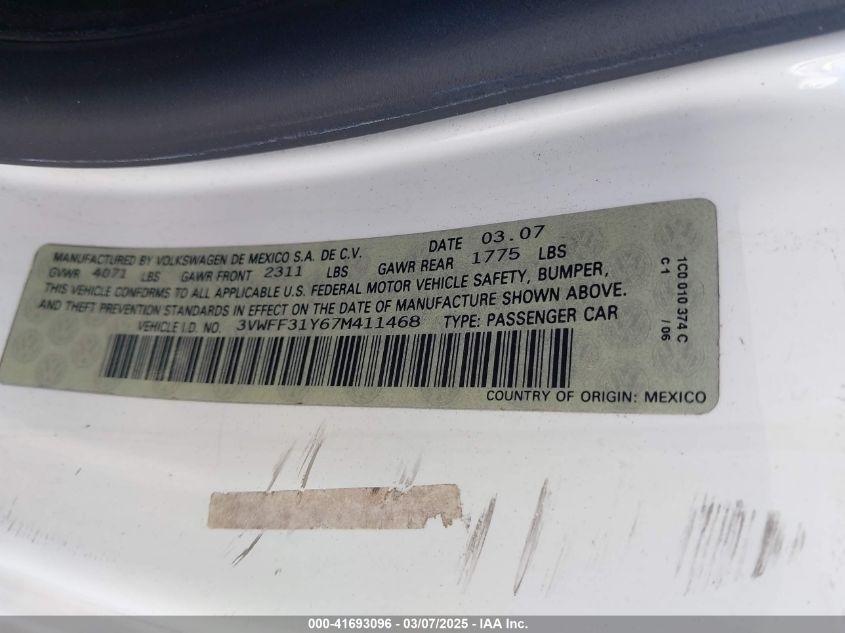 MANUFACTURED BY VOLKSWAGEN DE MEXICO S.A. DE C.V. DATE 03.07
GVWR 4071 LBS GAWR FRONT 2311 LBS GAWR REAR 1775 LBS
THIS VEHICLE CONFORMS TO ALL APPLICABLE U.S. FEDERAL MOTOR VEHICLE SAFETY, BUMPER,
AND THEFT PREVENTION STANDARDS IN EFFECT ON THE DATE OF MANUFACTURE SHOWN ABOVE.
VEHICLE I.D. NO. 3VWFF31Y67M411468 TYPE: PASSENGER CAR
COUNTRY OF ORIGIN: MEXICO
1C0 010 374 C
C1 /06
000-41693096 - 03/07/2025 - IAA Inc.